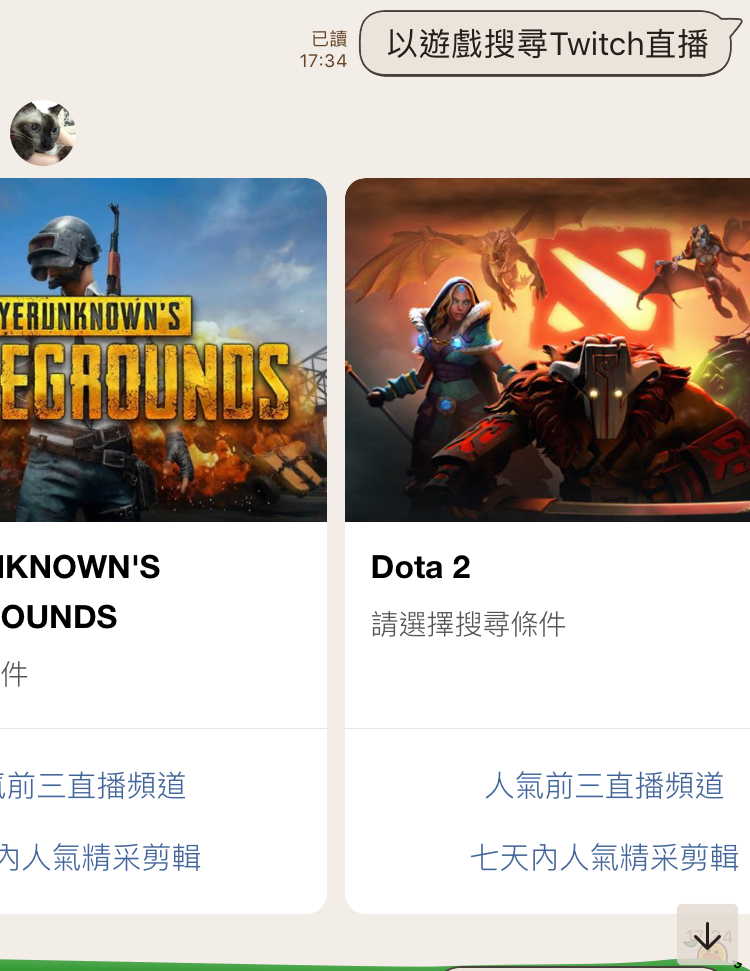 以遊戲搜尋Twitch直播
已讀
17:34
YERUNKNOWN'S
EGROUNDS
NKNOWN'S
OUNDS
件
氣前三直播頻道
內人氣精采剪輯
Dota 2
請選擇搜尋條件
人氣前三直播頻道
七天內人氣精采剪輯
17:34